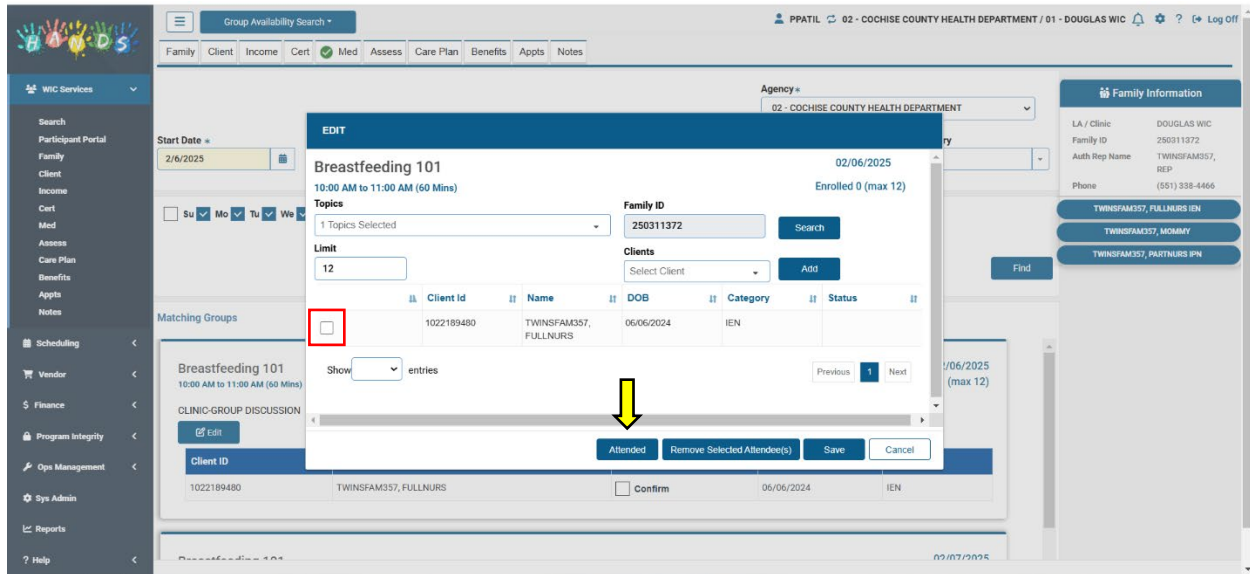 BANDS
Group Availability Search
PPATIL 02 - COCHISE COUNTY HEALTH DEPARTMENT / 01 - DOUGLAS WIC ? Log Off
Family Client Income Cert Med Assess Care Plan Benefits Appts Notes
WIC Services
Search
Participant Portal
Family
Client
Income
Cert
Med
Assess
Care Plan
Benefits
Appts
Notes
Scheduling
Vendor
$ Finance
Program Integrity
Ops Management
Sys Admin
Reports
? Help
Agency *
02 - COCHISE COUNTY HEALTH DEPARTMENT
Start Date *
2/6/2025
Su Mo Tu We
Find
Matching Groups
Breastfeeding 101
10:00 AM to 11:00 AM (60 Mins)
(max 12)
CLINIC-GROUP DISCUSSION
Edit
Client ID
1022189480 TWINSFAM357, FULLNURS Confirm 06/06/2024 IEN
02/07/2025
EDIT
Breastfeeding 101
02/06/2025
10:00 AM to 11:00 AM (60 Mins)
Enrolled 0 (max 12)
Topics
1 Topics Selected
Family ID
250311372
Search
Limit
12
Clients
Select Client
Add
Client Id Name DOB Category Status
1022189480 TWINSFAM357, 06/06/2024 IEN
FULLNURS
Show entries
Previous 1 Next
Attended Remove Selected Attendee(s) Save Cancel
Family Information
LA / Clinic DOUGLAS WIC
Family ID 250311372
Auth Rep Name TWINSFAM357,
REP
Phone (551) 338-4466
TWINSFAM357, FULLNURS IEN
TWINSFAM357, MOMMY
TWINSFAM357, PARTNURS IPN